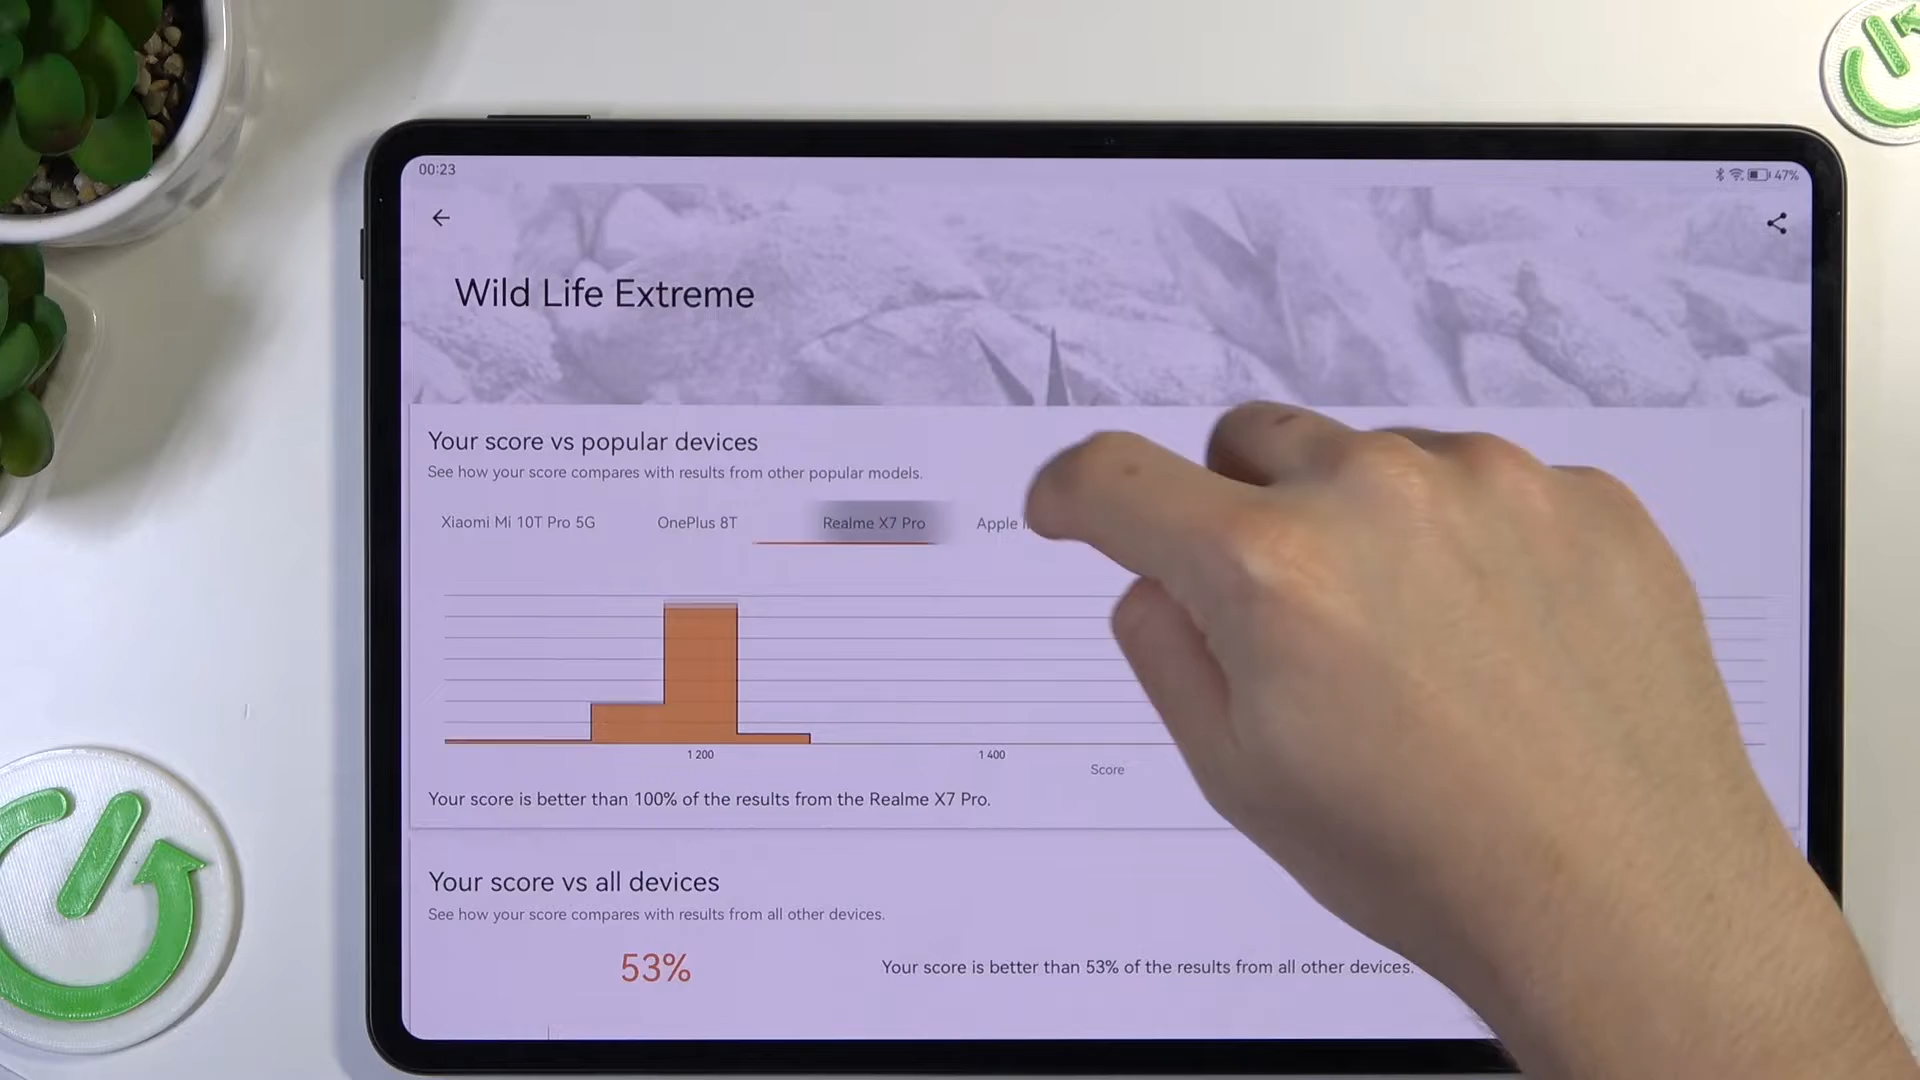 00:23
47%
Wild Life Extreme
Your score vs popular devices
See how your score compares with results from other popular models.
Xiaomi Mi 10T Pro 5G OnePlus 8T Realme X7 Pro Apple
1 200 1 400
Score
Your score is better than 100% of the results from the Realme X7 Pro.
Your score vs all devices
See how your score compares with results from all other devices.
53% Your score is better than 53% of the results from all other devices.